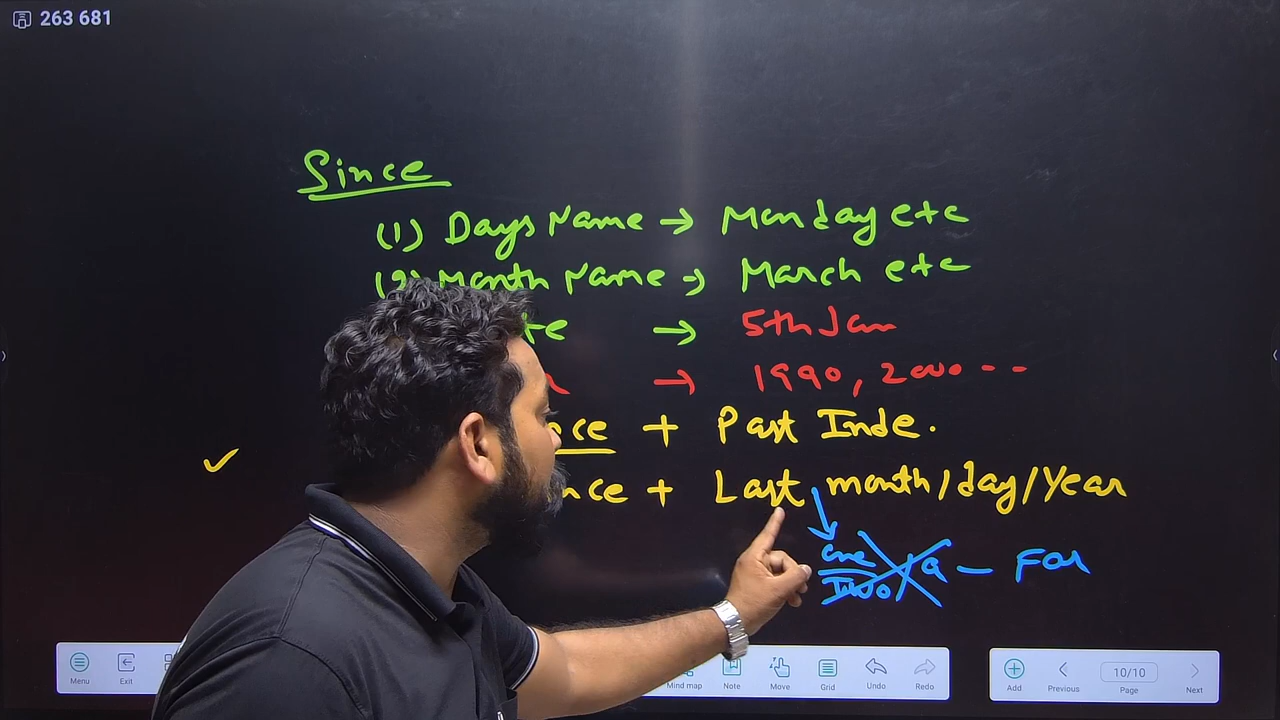 263 681
Since
(1) Days Name → Monday etc
(2) Month Name → March etc
te → 5th Jan
→ 1990, 2000 - -
nce + Past Inde.
✓ nce + Last month/day/Year
one
Two / a — For
Menu Exit Mind map Note Move Grid Undo Redo Add Previous 10/10 Page Next